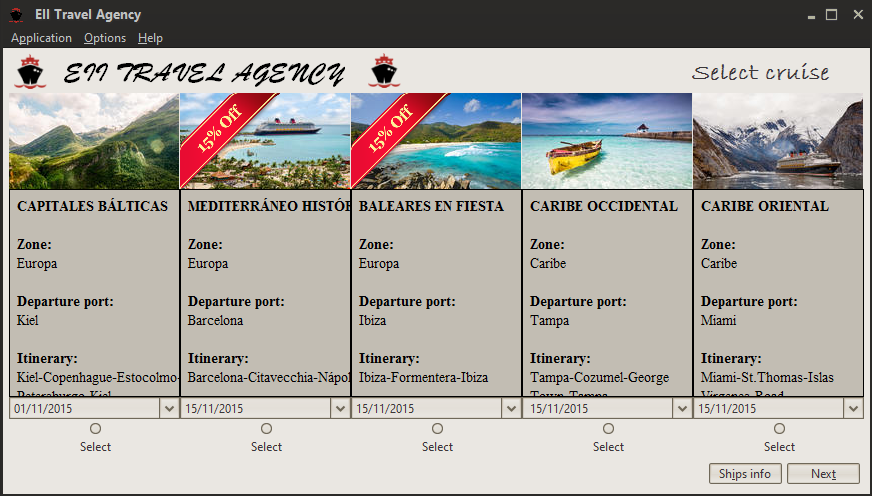 EII Travel Agency
Application Options Help
EII TRAVEL AGENCY
Select cruise
15% Off
15% Off
CAPITALES BÁLTICAS
Zone:
Europa
Departure port:
Kiel
Itinerary:
Kiel-Copenhague-Estocolmo-
Petersburgo-Kiel
01/11/2015
Select
MEDITERRÁNEO HISTÓR
Zone:
Europa
Departure port:
Barcelona
Itinerary:
Barcelona-Citavecchia-Nápol
15/11/2015
Select
BALEARES EN FIESTA
Zone:
Europa
Departure port:
Ibiza
Itinerary:
Ibiza-Formentera-Ibiza
15/11/2015
Select
CARIBE OCCIDENTAL
Zone:
Caribe
Departure port:
Tampa
Itinerary:
Tampa-Cozumel-George
Town-Tampa
15/11/2015
Select
CARIBE ORIENTAL
Zone:
Caribe
Departure port:
Miami
Itinerary:
Miami-St.Thomas-Islas
Virgenes-Road
15/11/2015
Select
Ships info
Next